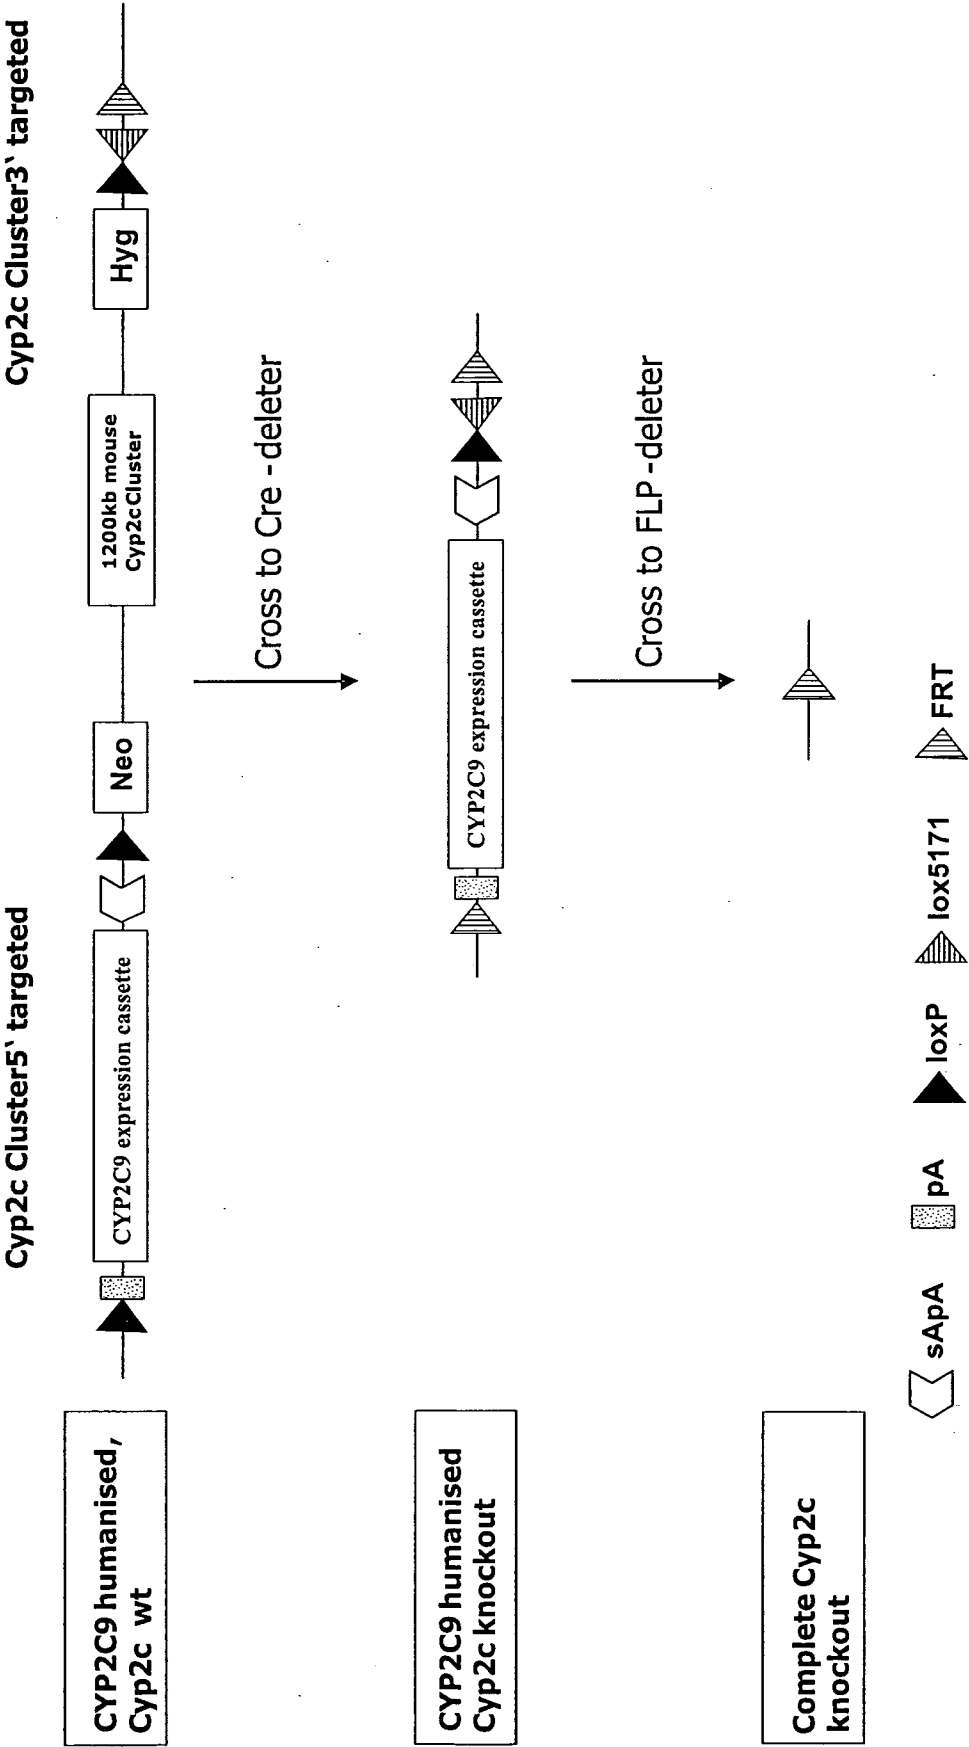 Cyp2c Cluster5` targeted
Cyp2c Cluster3` targeted
CYP2C9 humanised,
Cyp2c wt
CYP2C9 expression cassette
Neo
1200kb mouse
Cyp2cCluster
Hyg
Cross to Cre -deleter
CYP2C9 humanised
Cyp2c knockout
CYP2C9 expression cassette
Cross to FLP-deleter
Complete Cyp2c
knockout
sApA
pA
loxP
lox5171
FRT